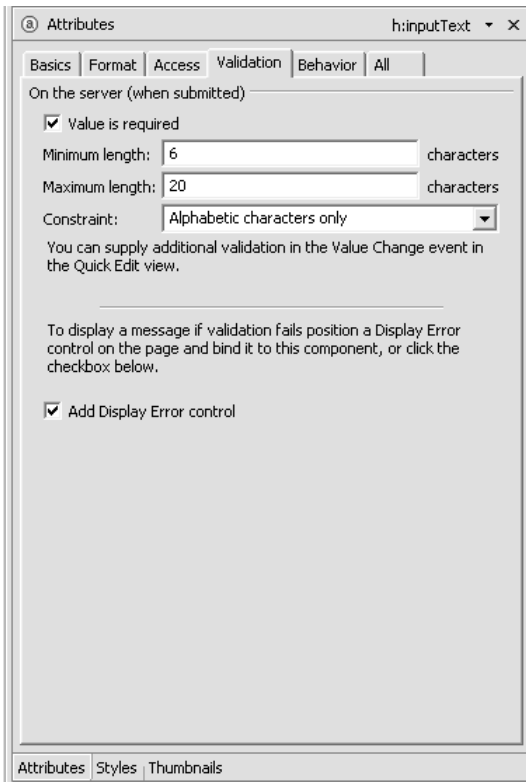 ⓐ Attributes h:inputText
Basics Format Access Validation Behavior All
On the server (when submitted)
Value is required
Minimum length: 6 characters
Maximum length: 20 characters
Constraint: Alphabetic characters only
You can supply additional validation in the Value Change event in
the Quick Edit view.
To display a message if validation fails position a Display Error
control on the page and bind it to this component, or click the
checkbox below.
Add Display Error control
Attributes Styles Thumbnails